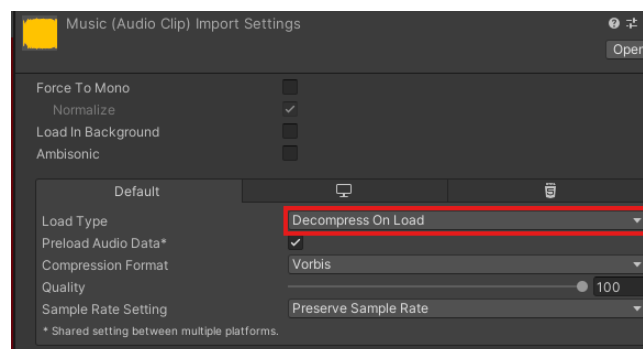 Music (Audio Clip) Import Settings
Open
Force To Mono
Normalize
Load In Background
Ambisonic
Default
Load Type Decompress On Load
Preload Audio Data*
Compression Format Vorbis
Quality 100
Sample Rate Setting Preserve Sample Rate
* Shared setting between multiple platforms.